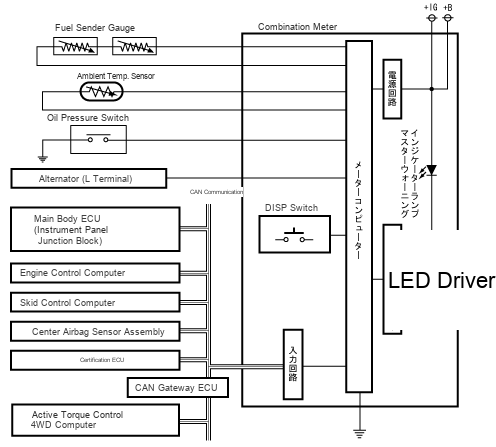 +IG +B
Fuel Sender Gauge
Combination Meter
Ambient Temp. Sensor
電源回路
Oil Pressure Switch
インジケーターランプ
マスターウォーニング
メーターコンピューター
Alternator (L Terminal)
CAN Communication
DISP Switch
Main Body ECU
(Instrument Panel
Junction Block)
Engine Control Computer
LED Driver
Skid Control Computer
Center Airbag Sensor Assembly
Certification ECU
入力回路
CAN Gateway ECU
Active Torque Control
4WD Computer